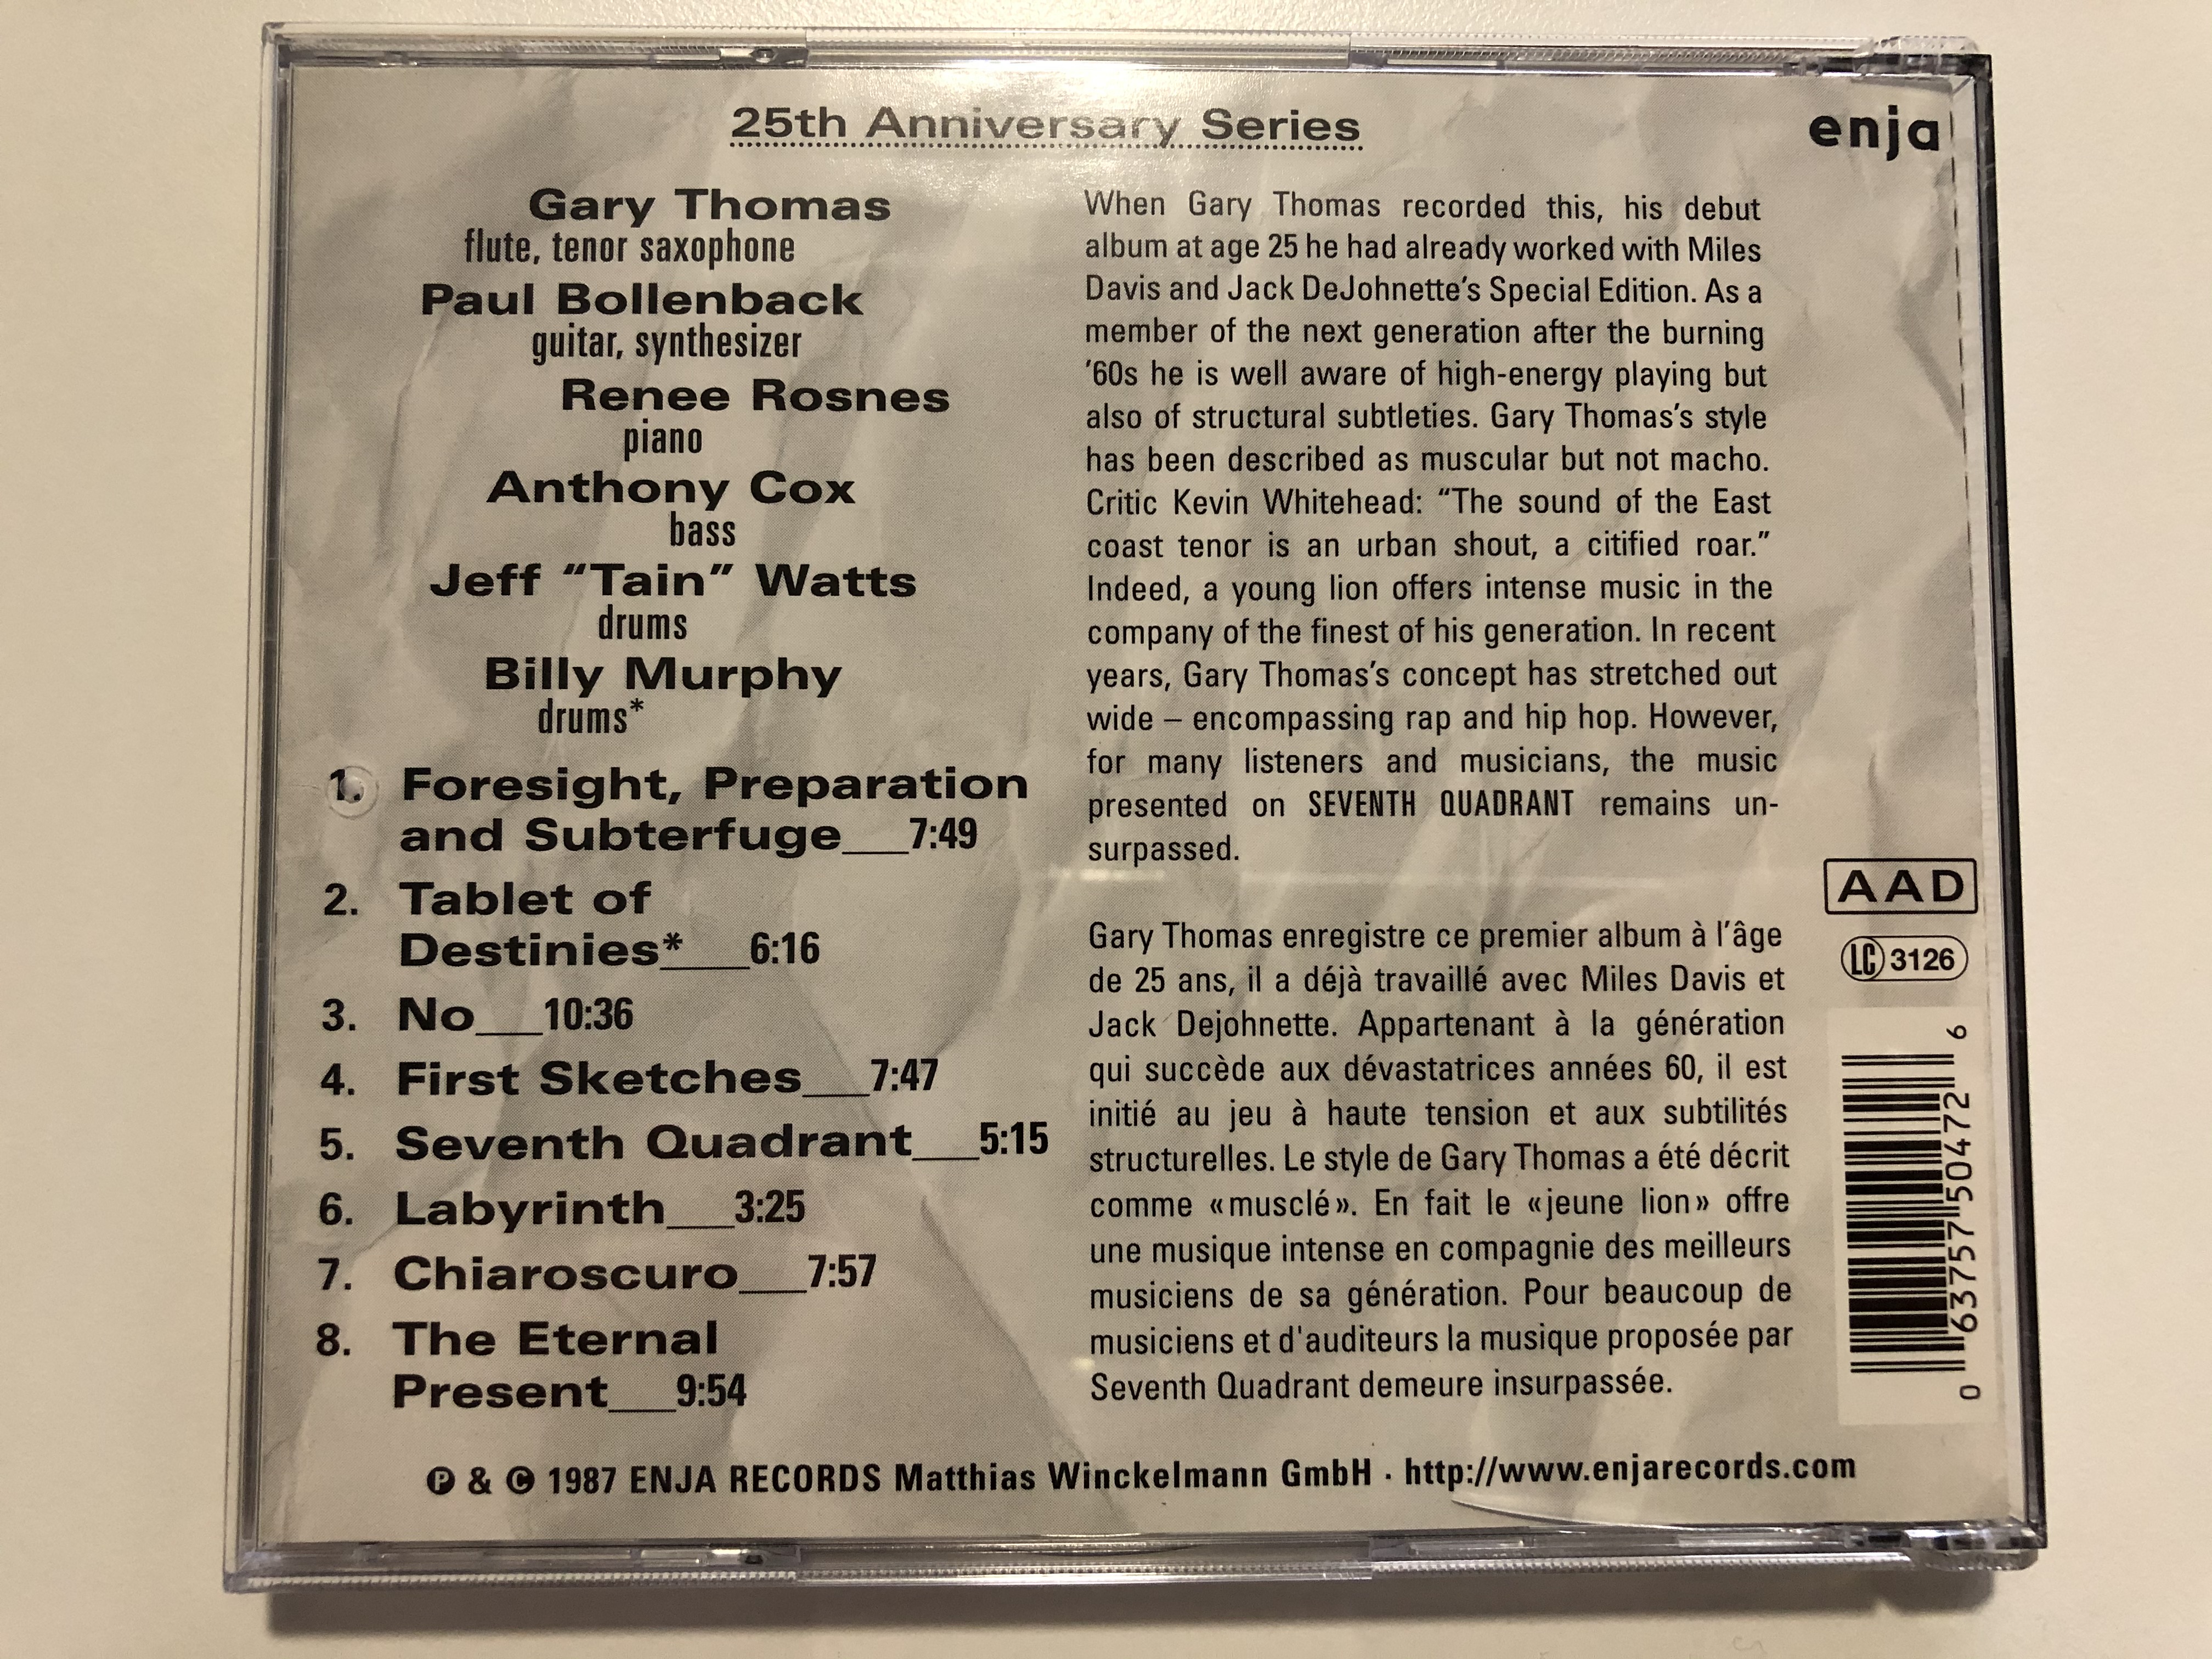 25th Anniversary Series
enja
Gary Thomas
flute, tenor saxophone
Paul Bollenback
guitar, synthesizer
Renee Rosnes
piano
Anthony Cox
bass
Jeff “Tain” Watts
drums
Billy Murphy
drums*
1. Foresight, Preparation
and Subterfuge___7:49
2. Tablet of
Destinies*____6:16
3. No___10:36
4. First Sketches___7:47
5. Seventh Quadrant___5:15
6. Labyrinth___3:25
7. Chiaroscuro___7:57
8. The Eternal
Present___9:54
When Gary Thomas recorded this, his debut
album at age 25 he had already worked with Miles
Davis and Jack DeJohnette's Special Edition. As a
member of the next generation after the burning
'60s he is well aware of high-energy playing but
also of structural subtleties. Gary Thomas's style
has been described as muscular but not macho.
Critic Kevin Whitehead: “The sound of the East
coast tenor is an urban shout, a citified roar.”
Indeed, a young lion offers intense music in the
company of the finest of his generation. In recent
years, Gary Thomas's concept has stretched out
wide – encompassing rap and hip hop. However,
for many listeners and musicians, the music
presented on SEVENTH QUADRANT remains un-
surpassed.
Gary Thomas enregistre ce premier album à l'âge
de 25 ans, il a déjà travaillé avec Miles Davis et
Jack Dejohnette. Appartenant à la génération
qui succède aux dévastatrices années 60, il est
initié au jeu à haute tension et aux subtilités
structurelles. Le style de Gary Thomas a été décrit
comme «musclé». En fait le «jeune lion» offre
une musique intense en compagnie des meilleurs
musiciens de sa génération. Pour beaucoup de
musiciens et d'auditeurs la musique proposée par
Seventh Quadrant demeure insurpassée.
AAD
LC 3126
0 63757 50472 6
℗ & © 1987 ENJA RECORDS Matthias Winckelmann GmbH · http://www.enjarecords.com